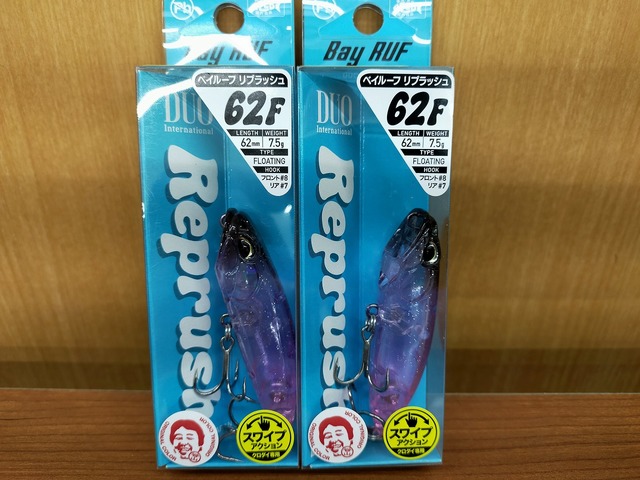 Bay RUF
ベイルーフ リプラッシュ
62F
DUO
International
LENGTH WEIGHT
62mm 7.5g
TYPE
FLOATING
HOOK
フロント#8
リア#7
Reprush
スワイプ
アクション
クロダイ専用
Bay RUF
ベイルーフ リプラッシュ
62F
DUO
International
LENGTH WEIGHT
62mm 7.5g
TYPE
FLOATING
HOOK
フロント#8
リア#7
Reprush
スワイプ
アクション
クロダイ専用